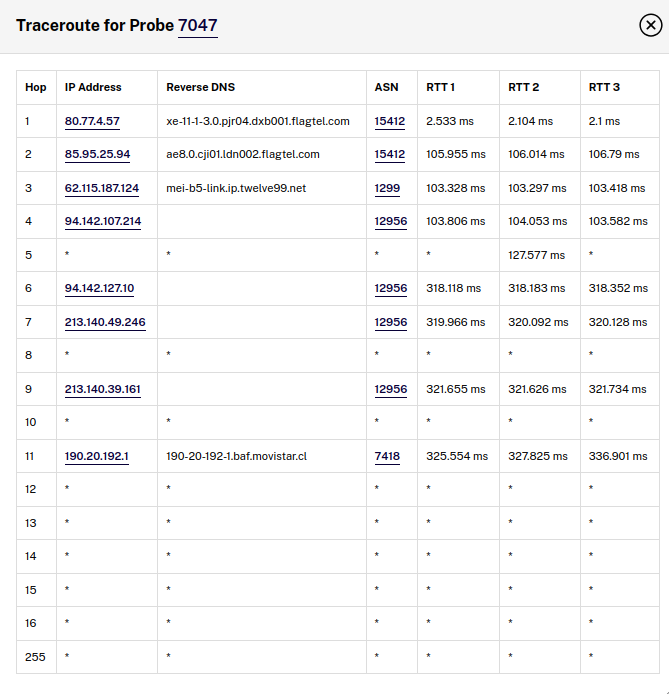 Traceroute for Probe 7047
Hop IP Address Reverse DNS ASN RTT 1 RTT 2 RTT 3
1 80.77.4.57 xe-11-1-3.0.pjr04.dxb001.flagtel.com 15412 2.533 ms 2.104 ms 2.1 ms
2 85.95.25.94 ae8.0.cji01.ldn002.flagtel.com 15412 105.955 ms 106.014 ms 106.79 ms
3 62.115.187.124 mei-b5-link.ip.twelve99.net 1299 103.328 ms 103.297 ms 103.418 ms
4 94.142.107.214 12956 103.806 ms 104.053 ms 103.582 ms
5 * * * * 127.577 ms *
6 94.142.127.10 12956 318.118 ms 318.183 ms 318.352 ms
7 213.140.49.246 12956 319.966 ms 320.092 ms 320.128 ms
8 * * * * * *
9 213.140.39.161 12956 321.655 ms 321.626 ms 321.734 ms
10 * * * * * *
11 190.20.192.1 190-20-192-1.baf.movistar.cl 7418 325.554 ms 327.825 ms 336.901 ms
12 * * * * * *
13 * * * * * *
14 * * * * * *
15 * * * * * *
16 * * * * * *
255 * * * * * *